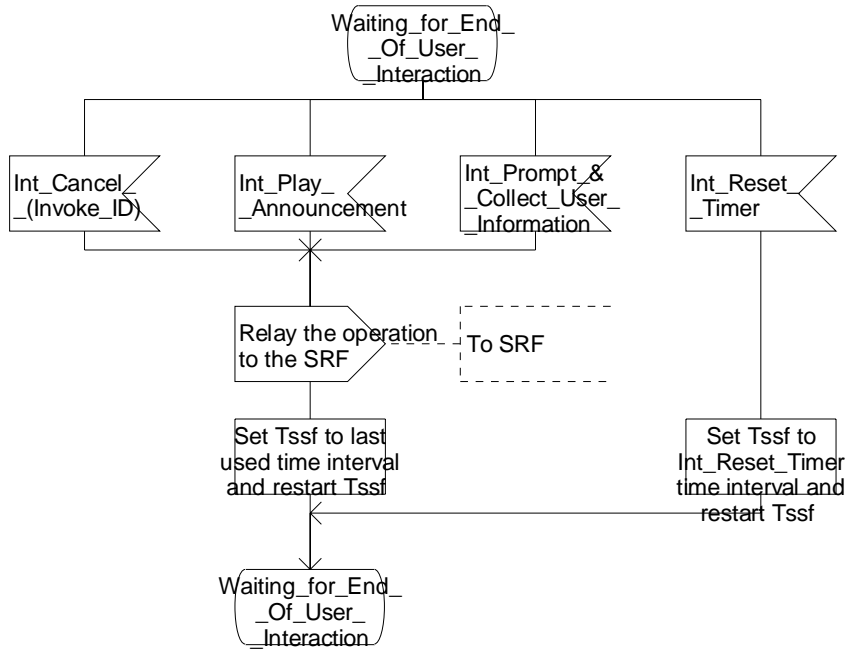 Waiting_for_End_
_Of_User_
_Interaction
Int_Cancel_
_(Invoke_ID)
Int_Play_
_Announcement
Int_Prompt_&
_Collect_User_
_Information
Int_Reset_
_Timer
Relay the operation
to the SRF
To SRF
Set Tssf to last
used time interval
and restart Tssf
Set Tssf to
Int_Reset_Timer
time interval and
restart Tssf
Waiting_for_End_
_Of_User_
_Interaction